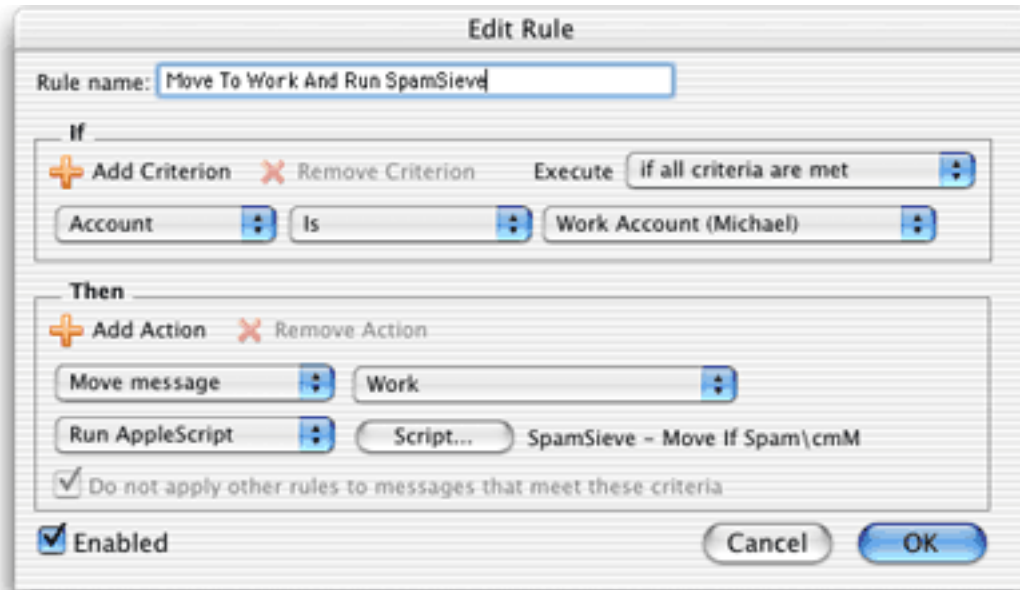 Edit Rule
Rule name: Move To Work And Run SpamSieve
If
Add Criterion Remove Criterion Execute if all criteria are met
Account Is Work Account (Michael)
Then
Add Action Remove Action
Move message Work
Run AppleScript Script... SpamSieve - Move If Spam\cmM
Do not apply other rules to messages that meet these criteria
Enabled Cancel OK